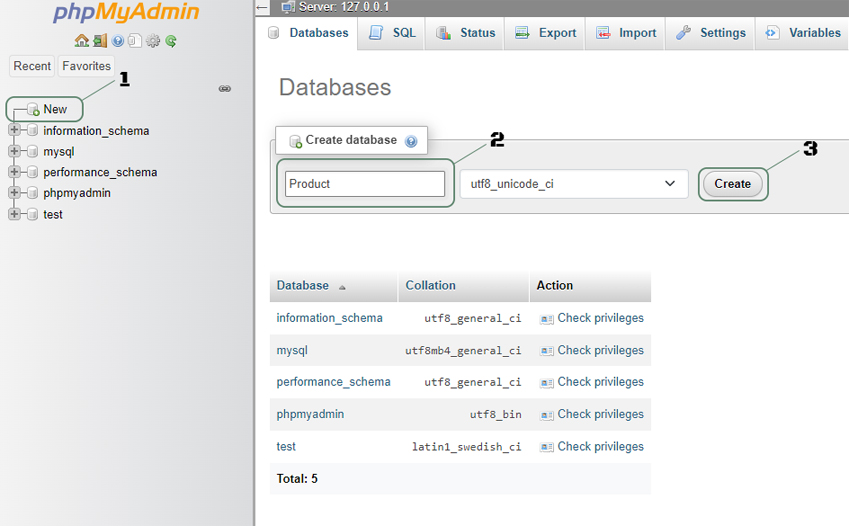 phpMyAdmin
Recent Favorites
1
New
information_schema
mysql
performance_schema
phpmyadmin
test
Server: 127.0.0.1
Databases SQL Status Export Import Settings Variables
Databases
Create database
2
3
Product utf8_unicode_ci Create
Database Collation Action
information_schema utf8_general_ci Check privileges
mysql utf8mb4_general_ci Check privileges
performance_schema utf8_general_ci Check privileges
phpmyadmin utf8_bin Check privileges
test latin1_swedish_ci Check privileges
Total: 5